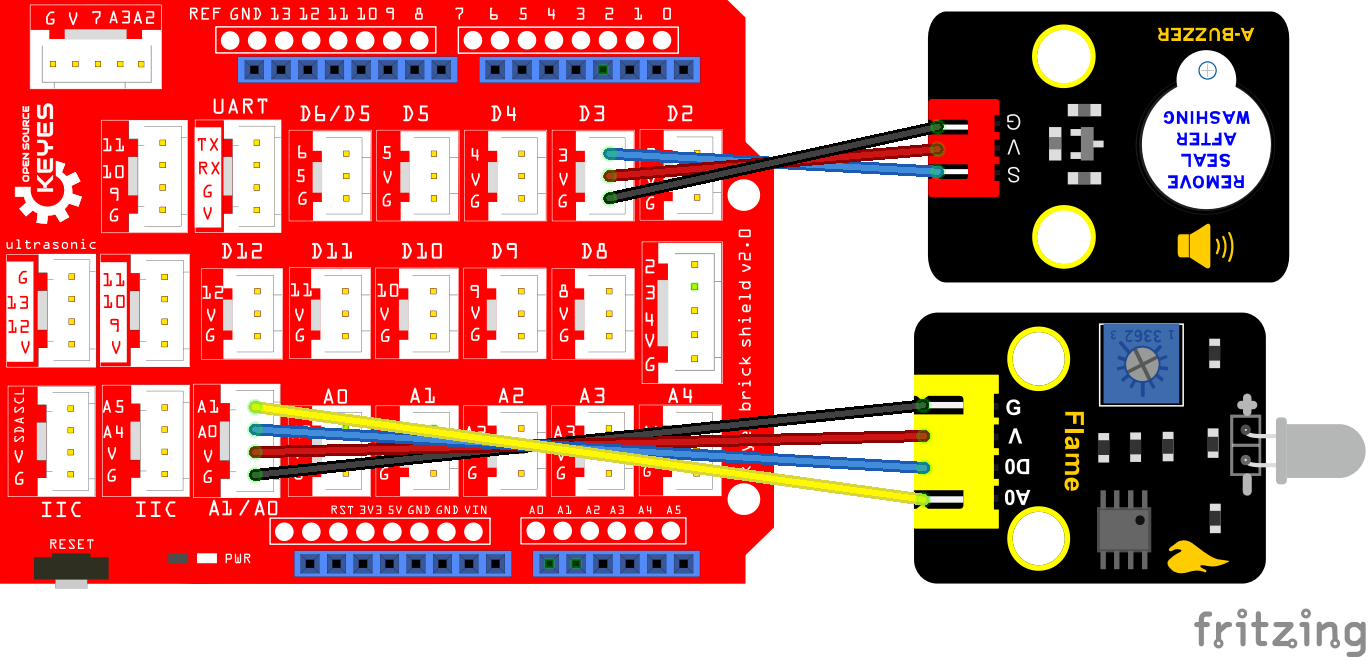 G V 7 A3 A2
REF GND 13 12 11 10 9 8
7 6 5 4 3 2 1 0
OPEN SOURCE
KEYES
UART
D6/D5
D5
D4
D3
D2
11
10
9
G
TX
RX
G
V
6
5
G
5
V
G
4
V
G
3
V
G
G
ultrasonic
D12
D11
D10
D9
D8
G
13
12
V
11
10
9
V
12
V
G
11
V
G
10
V
G
9
V
G
8
V
G
2
3
4
V
G
brick shield v2.0
A0
A1
A2
A3
A4
SCL
SDA
V
G
A5
A4
V
G
A1
A0
V
G
IIC
IIC
A1/A0
RST 3V3 5V GND GND VIN
A0 A1 A2 A3 A4 A5
RESET
PWR
A-BUZZER
REMOVE
SEAL
AFTER
WASHING
G
V
S
G
V
D0
A0
Flame
1 3362 3
fritzing